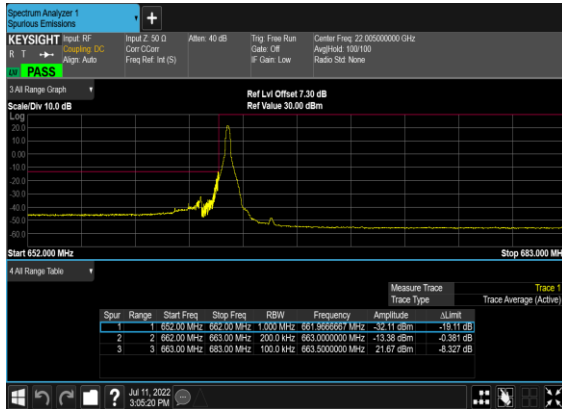 Spectrum Analyzer 1
Spurious Emissions
+
KEYSIGHT Input: RF Input Z: 50 Ω Atten: 40 dB Trig: Free Run Center Freq: 22.005000000 GHz
R T Coupling: DC Corr CCorr Gate: Off Avg|Hold: 100/100
Align: Auto Freq Ref: Int (S) IF Gain: Low Radio Std: None
PASS
3 All Range Graph
Ref Lvl Offset 7.30 dB
Scale/Div 10.0 dB Ref Value 30.00 dBm
Log
20.0
10.0
0.00
-10.0
-20.0
-30.0
-40.0
-50.0
-60.0
Start 652.000 MHz Stop 683.000 MHz
4 All Range Table
Measure Trace Trace 1
Trace Type Trace Average (Active)
Spur Range Start Freq Stop Freq RBW Frequency Amplitude ΔLimit
1 1 652.00 MHz 662.00 MHz 1.000 MHz 661.9666667 MHz -32.11 dBm -19.11 dB
2 2 662.00 MHz 663.00 MHz 200.0 kHz 663.0000000 MHz -13.38 dBm -0.381 dB
3 3 663.00 MHz 683.00 MHz 100.0 kHz 663.5000000 MHz 21.67 dBm -8.327 dB
? Jul 11, 2022
3:05:20 PM